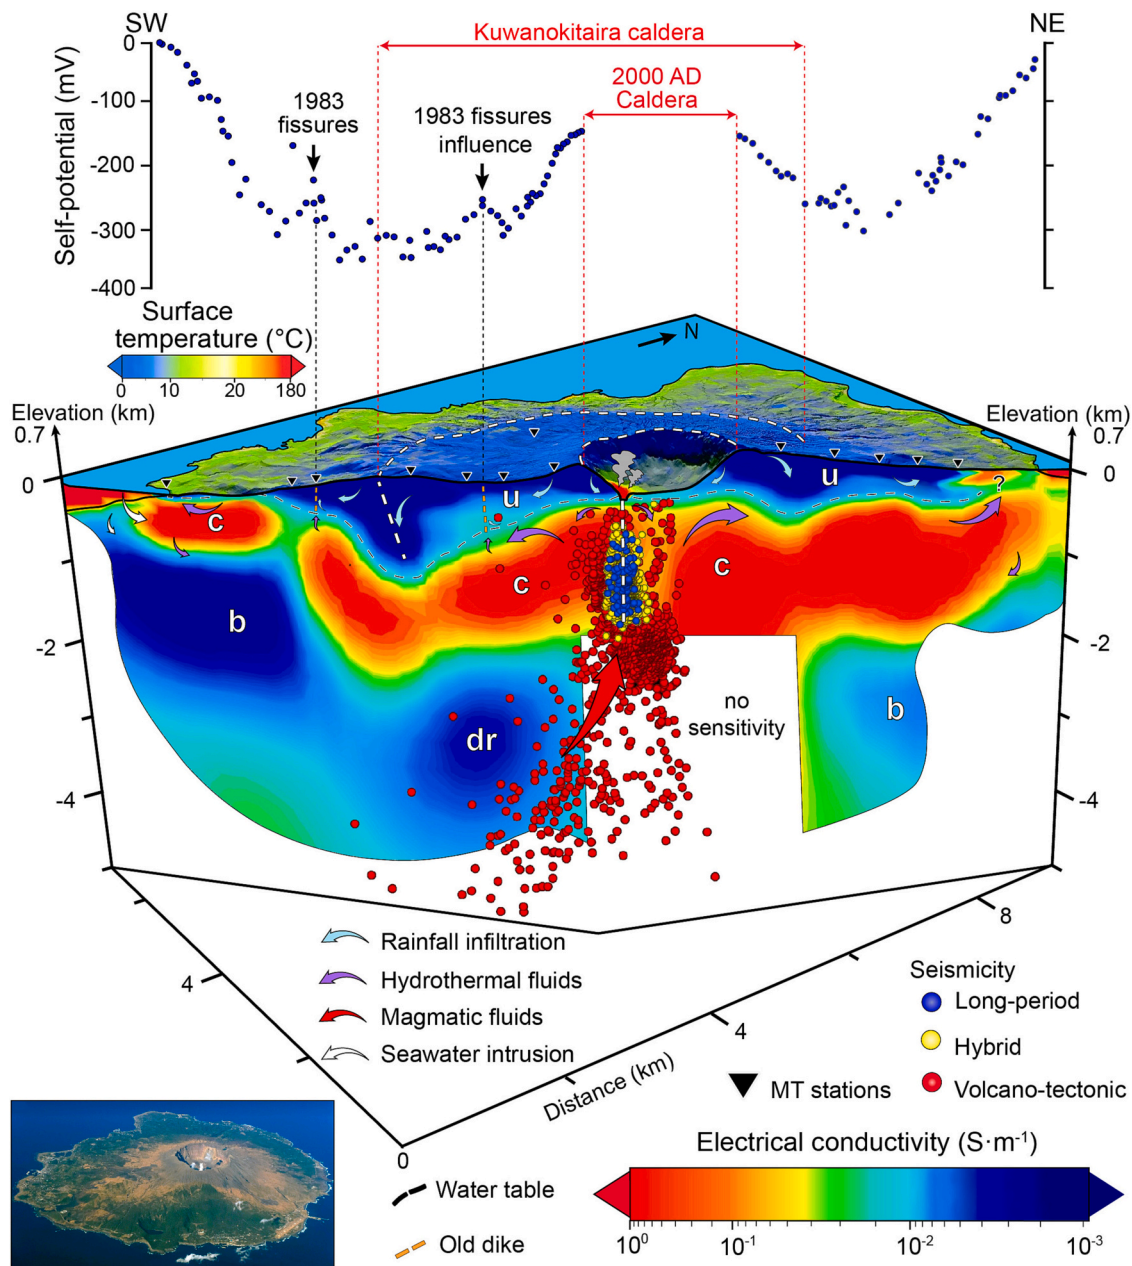 SW
NE
Kuwanokitaira caldera
2000 AD
Caldera
1983
fissures
1983 fissures
influence
Self-potential (mV)
0
-100
-200
-300
-400
Surface
temperature (°C)
0 10 20 180
N
Elevation (km)
0.7
0
-2
-4
Elevation (km)
0.7
0
-2
-4
u
u
?
c
c
c
b
b
dr
no
sensitivity
Rainfall infiltration
Hydrothermal fluids
Magmatic fluids
Seawater intrusion
4
0
4
8
Distance (km)
Seismicity
Long-period
Hybrid
Volcano-tectonic
MT stations
Water table
Old dike
Electrical conductivity (S·m⁻¹)
10⁰ 10⁻¹ 10⁻² 10⁻³